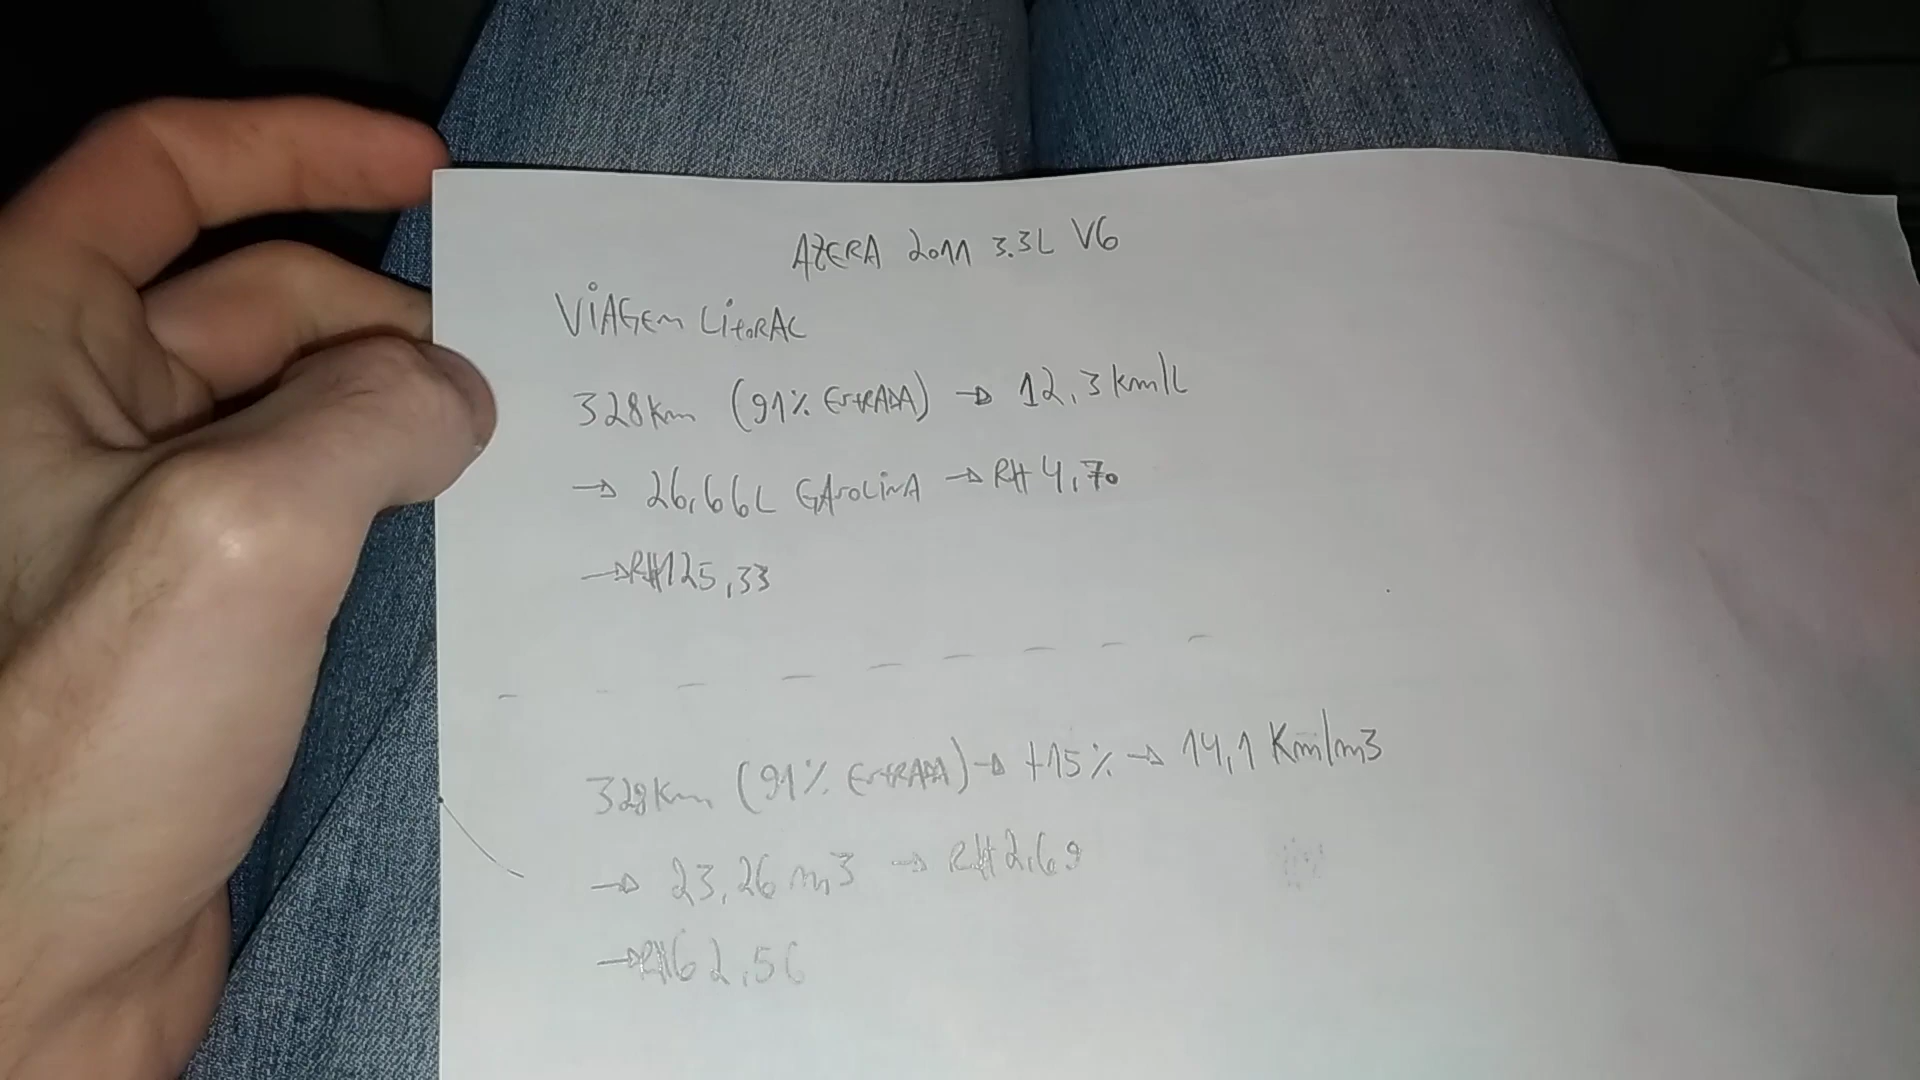 AZERA 2011 3.3L V6
ViAGEm LitoRAL
328Km (91% EstRADA) → 12,3 km/L
→ 26,66L GAsoLinA → R$ 4,70
→ R$125,33
328Km (91% EstRADA) → +15% → 14,1 Km/m3
→ 23,26 m3 → R$ 2,69
→ R$62,56